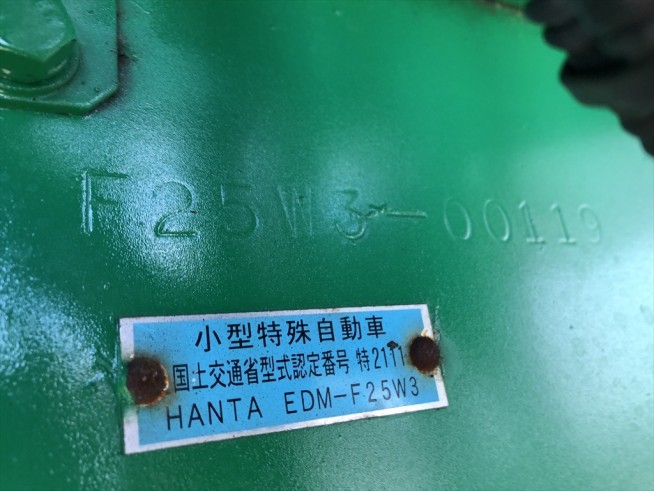 F25W3-00119
小型特殊自動車
国土交通省型式認定番号 特2111
HANTA EDM-F25W3